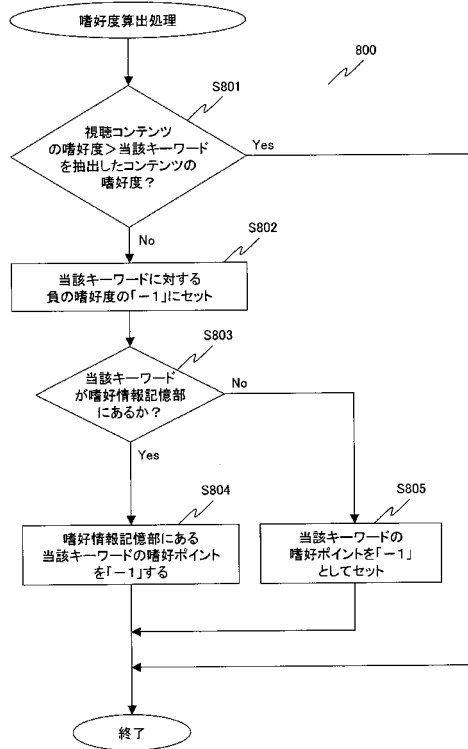 嗜好度算出処理
800
S801
視聴コンテンツ
の嗜好度＞当該キーワード
を抽出したコンテンツの
嗜好度？
Yes
No
S802
当該キーワードに対する
負の嗜好度の「－1」にセット
S803
当該キーワード
が嗜好情報記憶部
にあるか？
No
Yes
S804
嗜好情報記憶部にある
当該キーワードの嗜好ポイント
を「－1」する
S805
当該キーワードの
嗜好ポイントを「－1」
としてセット
終了